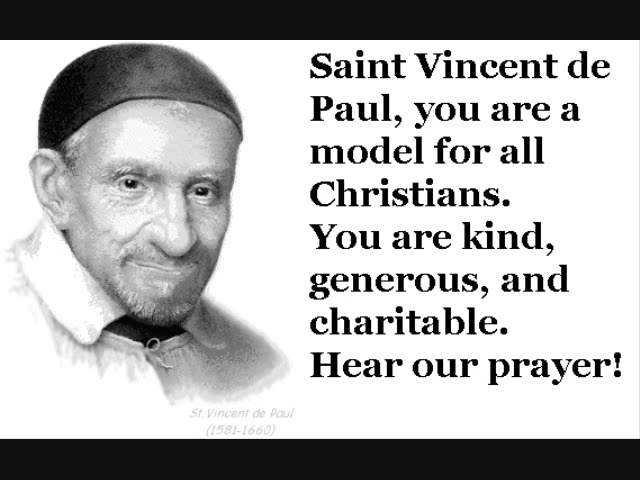 Saint Vincent de
Paul, you are a
model for all
Christians.
You are kind,
generous, and
charitable.
Hear our prayer!
St. Vincent de Paul
(1581-1660)